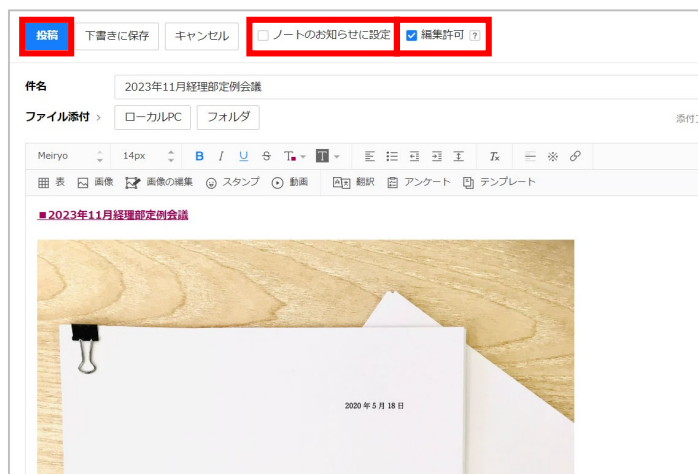 投稿 下書きに保存 キャンセル ノートのお知らせに設定 編集許可 ?
件名 2023年11月経理部定例会議
ファイル添付 > ローカルPC フォルダ 添付
Meiryo 14px B I U S T T Tx
表 画像 画像の編集 スタンプ 動画 翻訳 アンケート テンプレート
■2023年11月経理部定例会議
2020 年 5 月 18 日